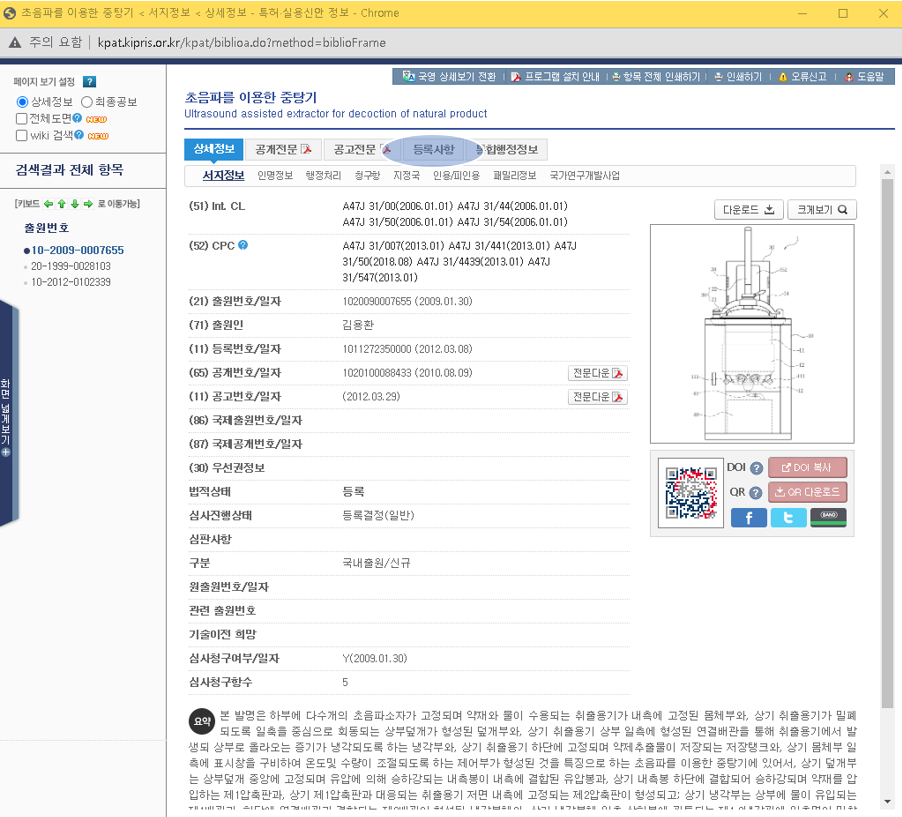 초음파를 이용한 중탕기 < 서지정보 < 상세정보 - 특허·실용신안 정보 - Chrome
주의 요함 | kpat.kipris.or.kr/kpat/biblioa.do?method=biblioFrame
국영 상세보기 전환 | 프로그램 설치 안내 | 항목 전체 인쇄하기 | 인쇄하기 | 오류신고 | 도움말
페이지 보기 설정 ?
상세정보 최종공보
전체도면 ? NEW
wiki 검색 ? NEW
검색결과 전체 항목
[키보드 로 이동가능]
출원번호
10-2009-0007655
20-1999-0028103
10-2012-0102339
화면 넓게보기
초음파를 이용한 중탕기
Ultrasound assisted extractor for decoction of natural product
상세정보 공개전문 공고전문 등록사항 통합행정정보
서지정보 인명정보 행정처리 청구항 지정국 인용/피인용 패밀리정보 국가연구개발사업
(51) Int. CL A47J 31/00(2006.01.01) A47J 31/44(2006.01.01)
A47J 31/50(2006.01.01) A47J 31/54(2006.01.01)
(52) CPC ? A47J 31/007(2013.01) A47J 31/441(2013.01) A47J
31/50(2018.08) A47J 31/4439(2013.01) A47J
31/547(2013.01)
(21) 출원번호/일자 1020090007655 (2009.01.30)
(71) 출원인 김용환
(11) 등록번호/일자 1011272350000 (2012.03.08)
(65) 공개번호/일자 1020100088433 (2010.08.09) 전문다운
(11) 공고번호/일자 (2012.03.29) 전문다운
(86) 국제출원번호/일자
(87) 국제공개번호/일자
(30) 우선권정보
법적상태 등록
심사진행상태 등록결정(일반)
심판사항
구분 국내출원/신규
원출원번호/일자
관련 출원번호
기술이전 희망
심사청구여부/일자 Y(2009.01.30)
심사청구항수 5
다운로드 크게보기
DOI ? DOI 복사
QR ? QR 다운로드
BAND
요약 본 발명은 하부에 다수개의 초음파소자가 고정되며 약재와 물이 수용되는 취출용기가 내측에 고정된 몸체부와, 상기 취출용기가 밀폐
되도록 일축을 중심으로 회동되는 상부덮개가 형성된 덮개부와, 상기 취출용기 상부 일측에 형성된 연결배관을 통해 취출용기에서 발
생되 상부로 올라오는 증기가 냉각되도록 하는 냉각부와, 상기 취출용기 하단에 고정되며 약제추출물이 저장되는 저장탱크와, 상기 몸체부 일
측에 표시창을 구비하여 온도및 수량이 조절되도록 하는 제어부가 형성된 것을 특징으로 하는 초음파를 이용한 중탕기에 있어서, 상기 덮개부
는 상부덮개 중앙에 고정되며 유압에 의해 승하강되는 내측봉이 내측에 결합된 유압봉과, 상기 내측봉 하단에 결합되어 승하강되며 약재를 압
입하는 제1압축판과, 상기 제1압축판과 대응되는 취출용기 저면 내측에 고정되는 제2압축판이 형성되고; 상기 냉각부는 상부에 물이 유입되는